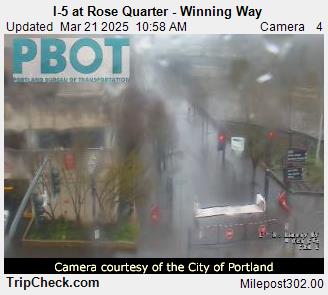 I-5 at Rose Quarter - Winning Way
Updated Mar 21 2025 10:58 AM Camera 4
PBOT
PORTLAND BUREAU OF TRANSPORTATION
Camera courtesy of the City of Portland
TripCheck.com Milepost302.00